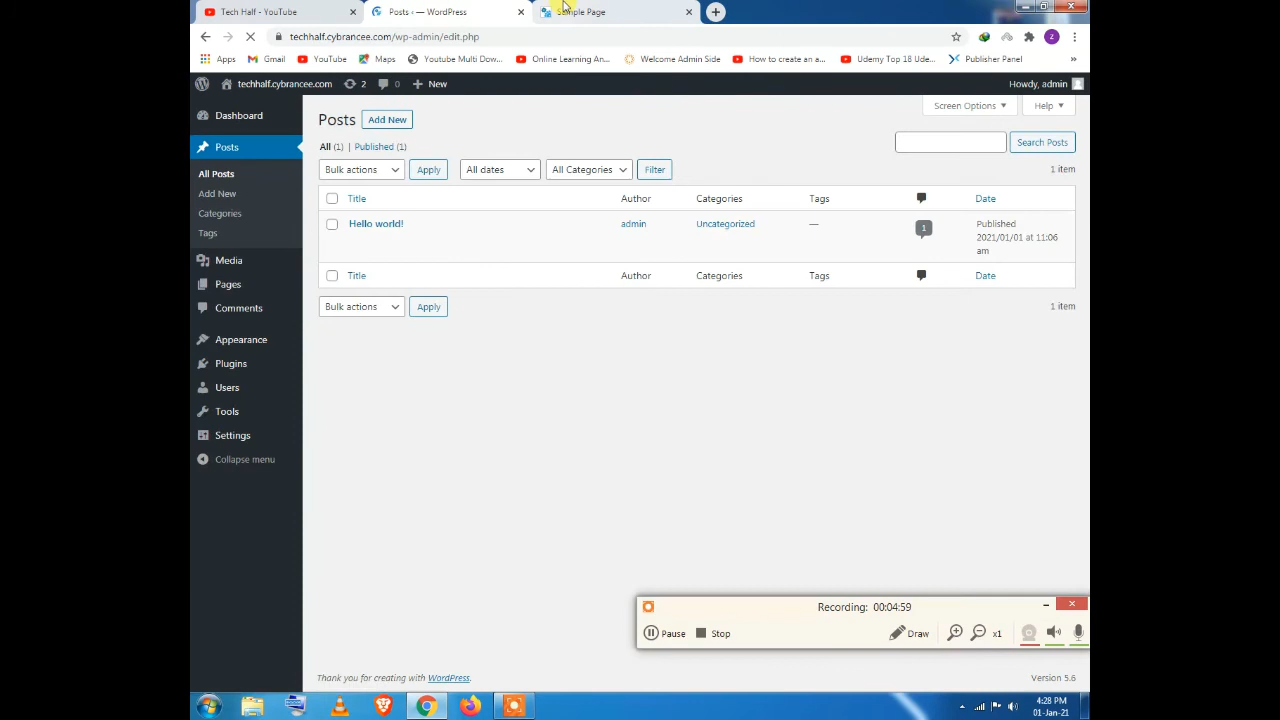 Tech Half - YouTube
Posts ‹ — WordPress
Sample Page
techhalf.cybrancee.com/wp-admin/edit.php
Z
Apps
Gmail
YouTube
Maps
Youtube Multi Dow...
Online Learning An...
Welcome Admin Side
How to create an a...
Udemy Top 18 Ude...
Publisher Panel
»
techhalf.cybrancee.com
2
0
New
Howdy, admin
Dashboard
Posts
All Posts
Add New
Categories
Tags
Media
Pages
Comments
Appearance
Plugins
Users
Tools
Settings
Collapse menu
Posts
Add New
Screen Options
Help
All (1) | Published (1)
Search Posts
Bulk actions
Apply
All dates
All Categories
Filter
1 item
Title
Author
Categories
Tags
Date
Hello world!
admin
Uncategorized
—
1
Published
2021/01/01 at 11:06
am
Title
Author
Categories
Tags
Date
Bulk actions
Apply
1 item
Recording: 00:04:59
Pause
Stop
Draw
x1
Thank you for creating with WordPress.
Version 5.6
4:28 PM
01-Jan-21